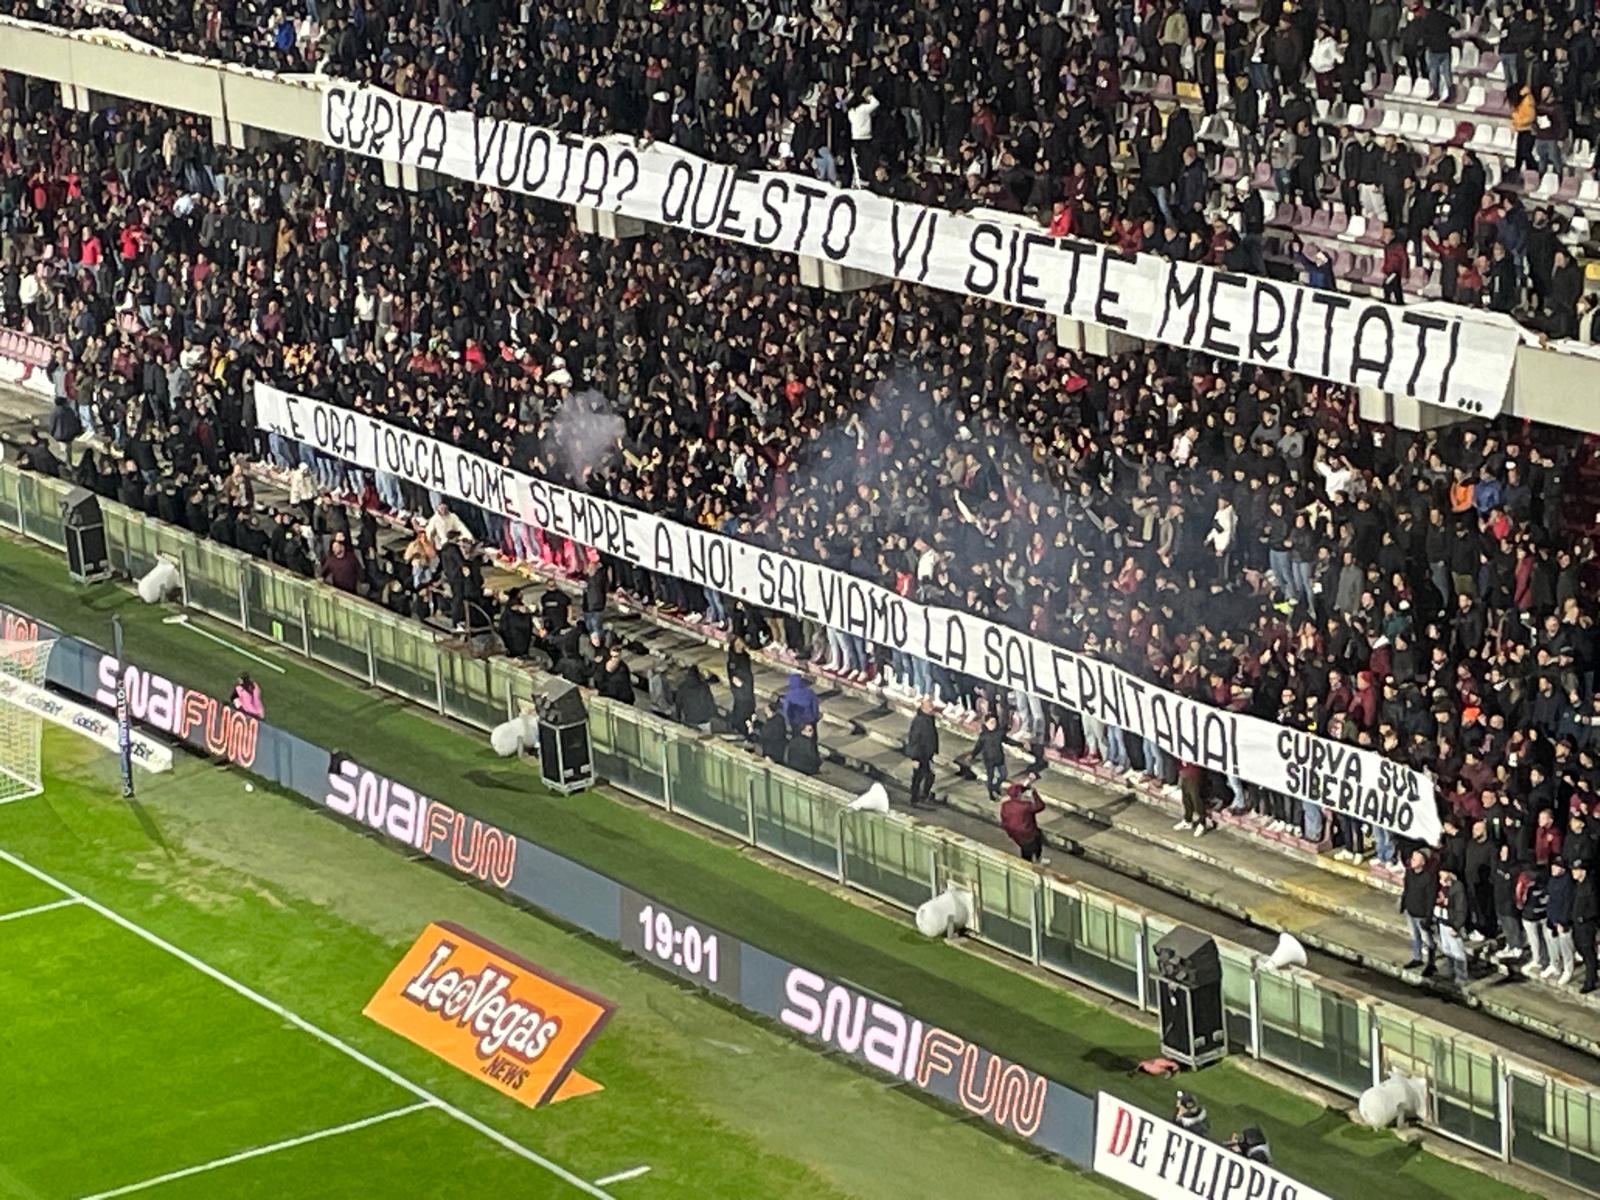 CURVA VUOTA? QUESTO VI SIETE MERITATI...
...E ORA TOCCA COME SEMPRE A NOI: SALVIAMO LA SALERNITANA!
CURVA SUD
SIBERIANO
SNAIFUN
SNAIFUN
19:01
SNAIFUN
LeoVegas
.NEWS
DE FILIPPIS